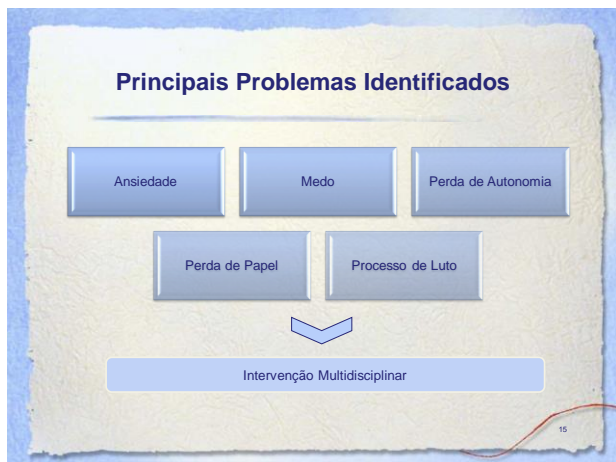 Principais Problemas Identificados
Ansiedade
Medo
Perda de Autonomia
Perda de Papel
Processo de Luto
Intervenção Multidisciplinar
15